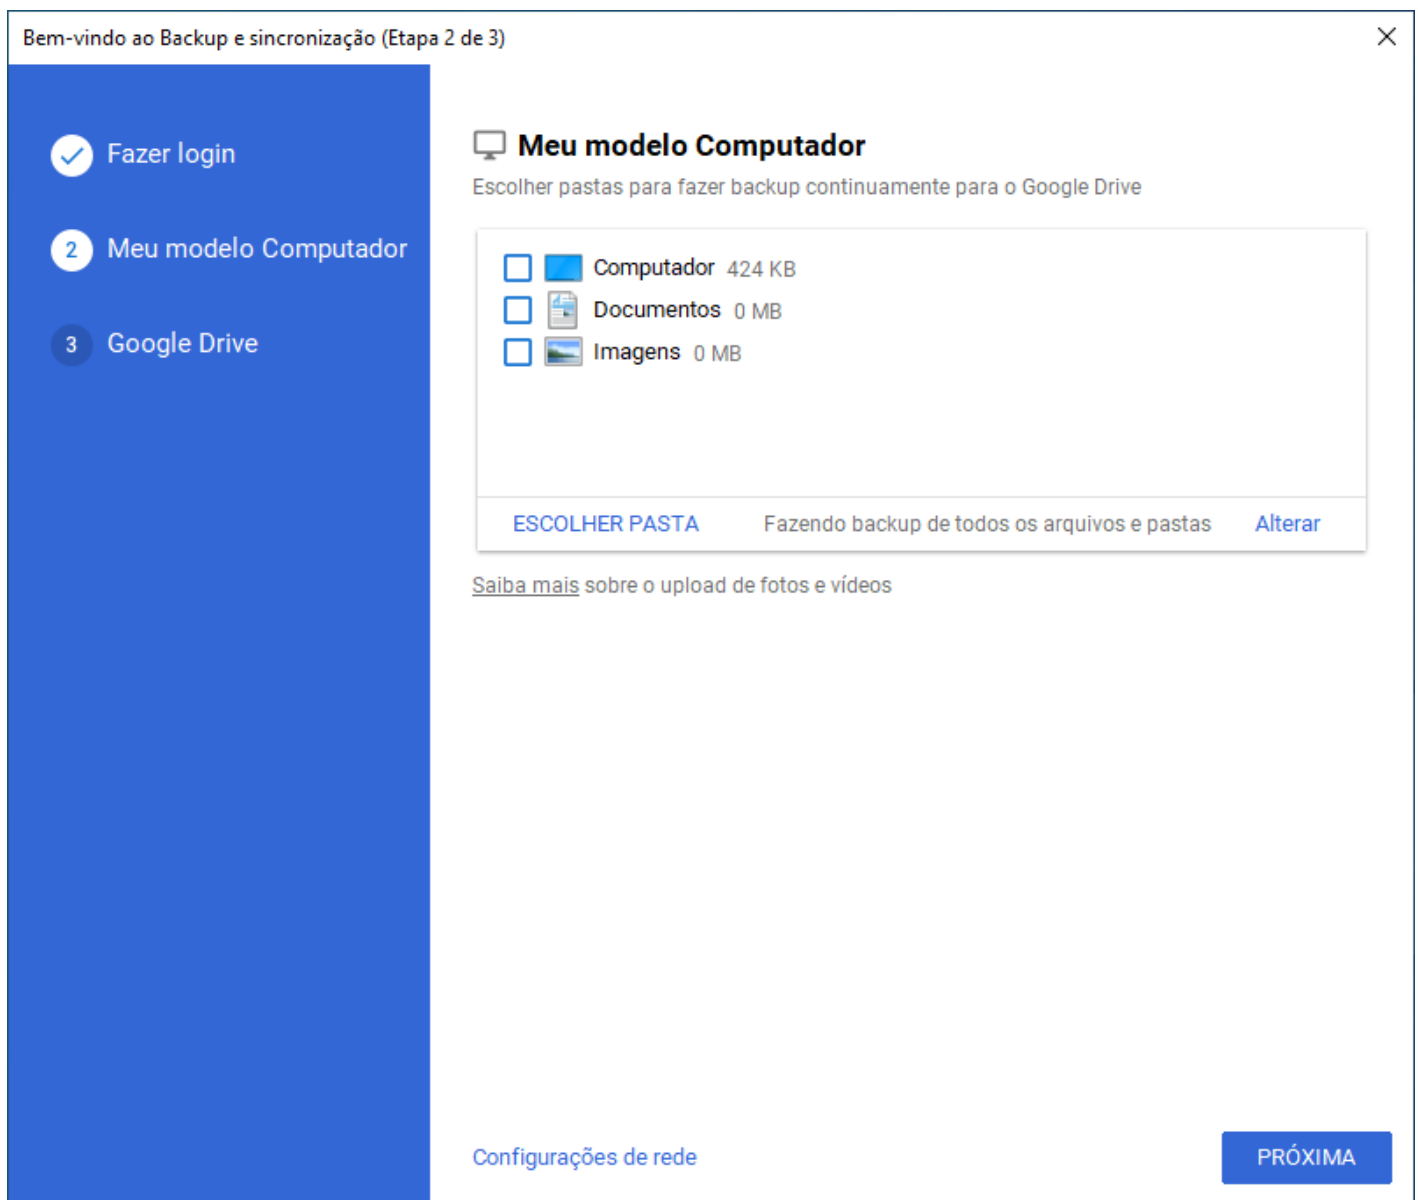 Bem-vindo ao Backup e sincronização (Etapa 2 de 3)
Fazer login
2 Meu modelo Computador
3 Google Drive
Meu modelo Computador
Escolher pastas para fazer backup continuamente para o Google Drive
Computador 424 KB
Documentos 0 MB
Imagens 0 MB
ESCOLHER PASTA Fazendo backup de todos os arquivos e pastas Alterar
Saiba mais sobre o upload de fotos e vídeos
Configurações de rede PRÓXIMA